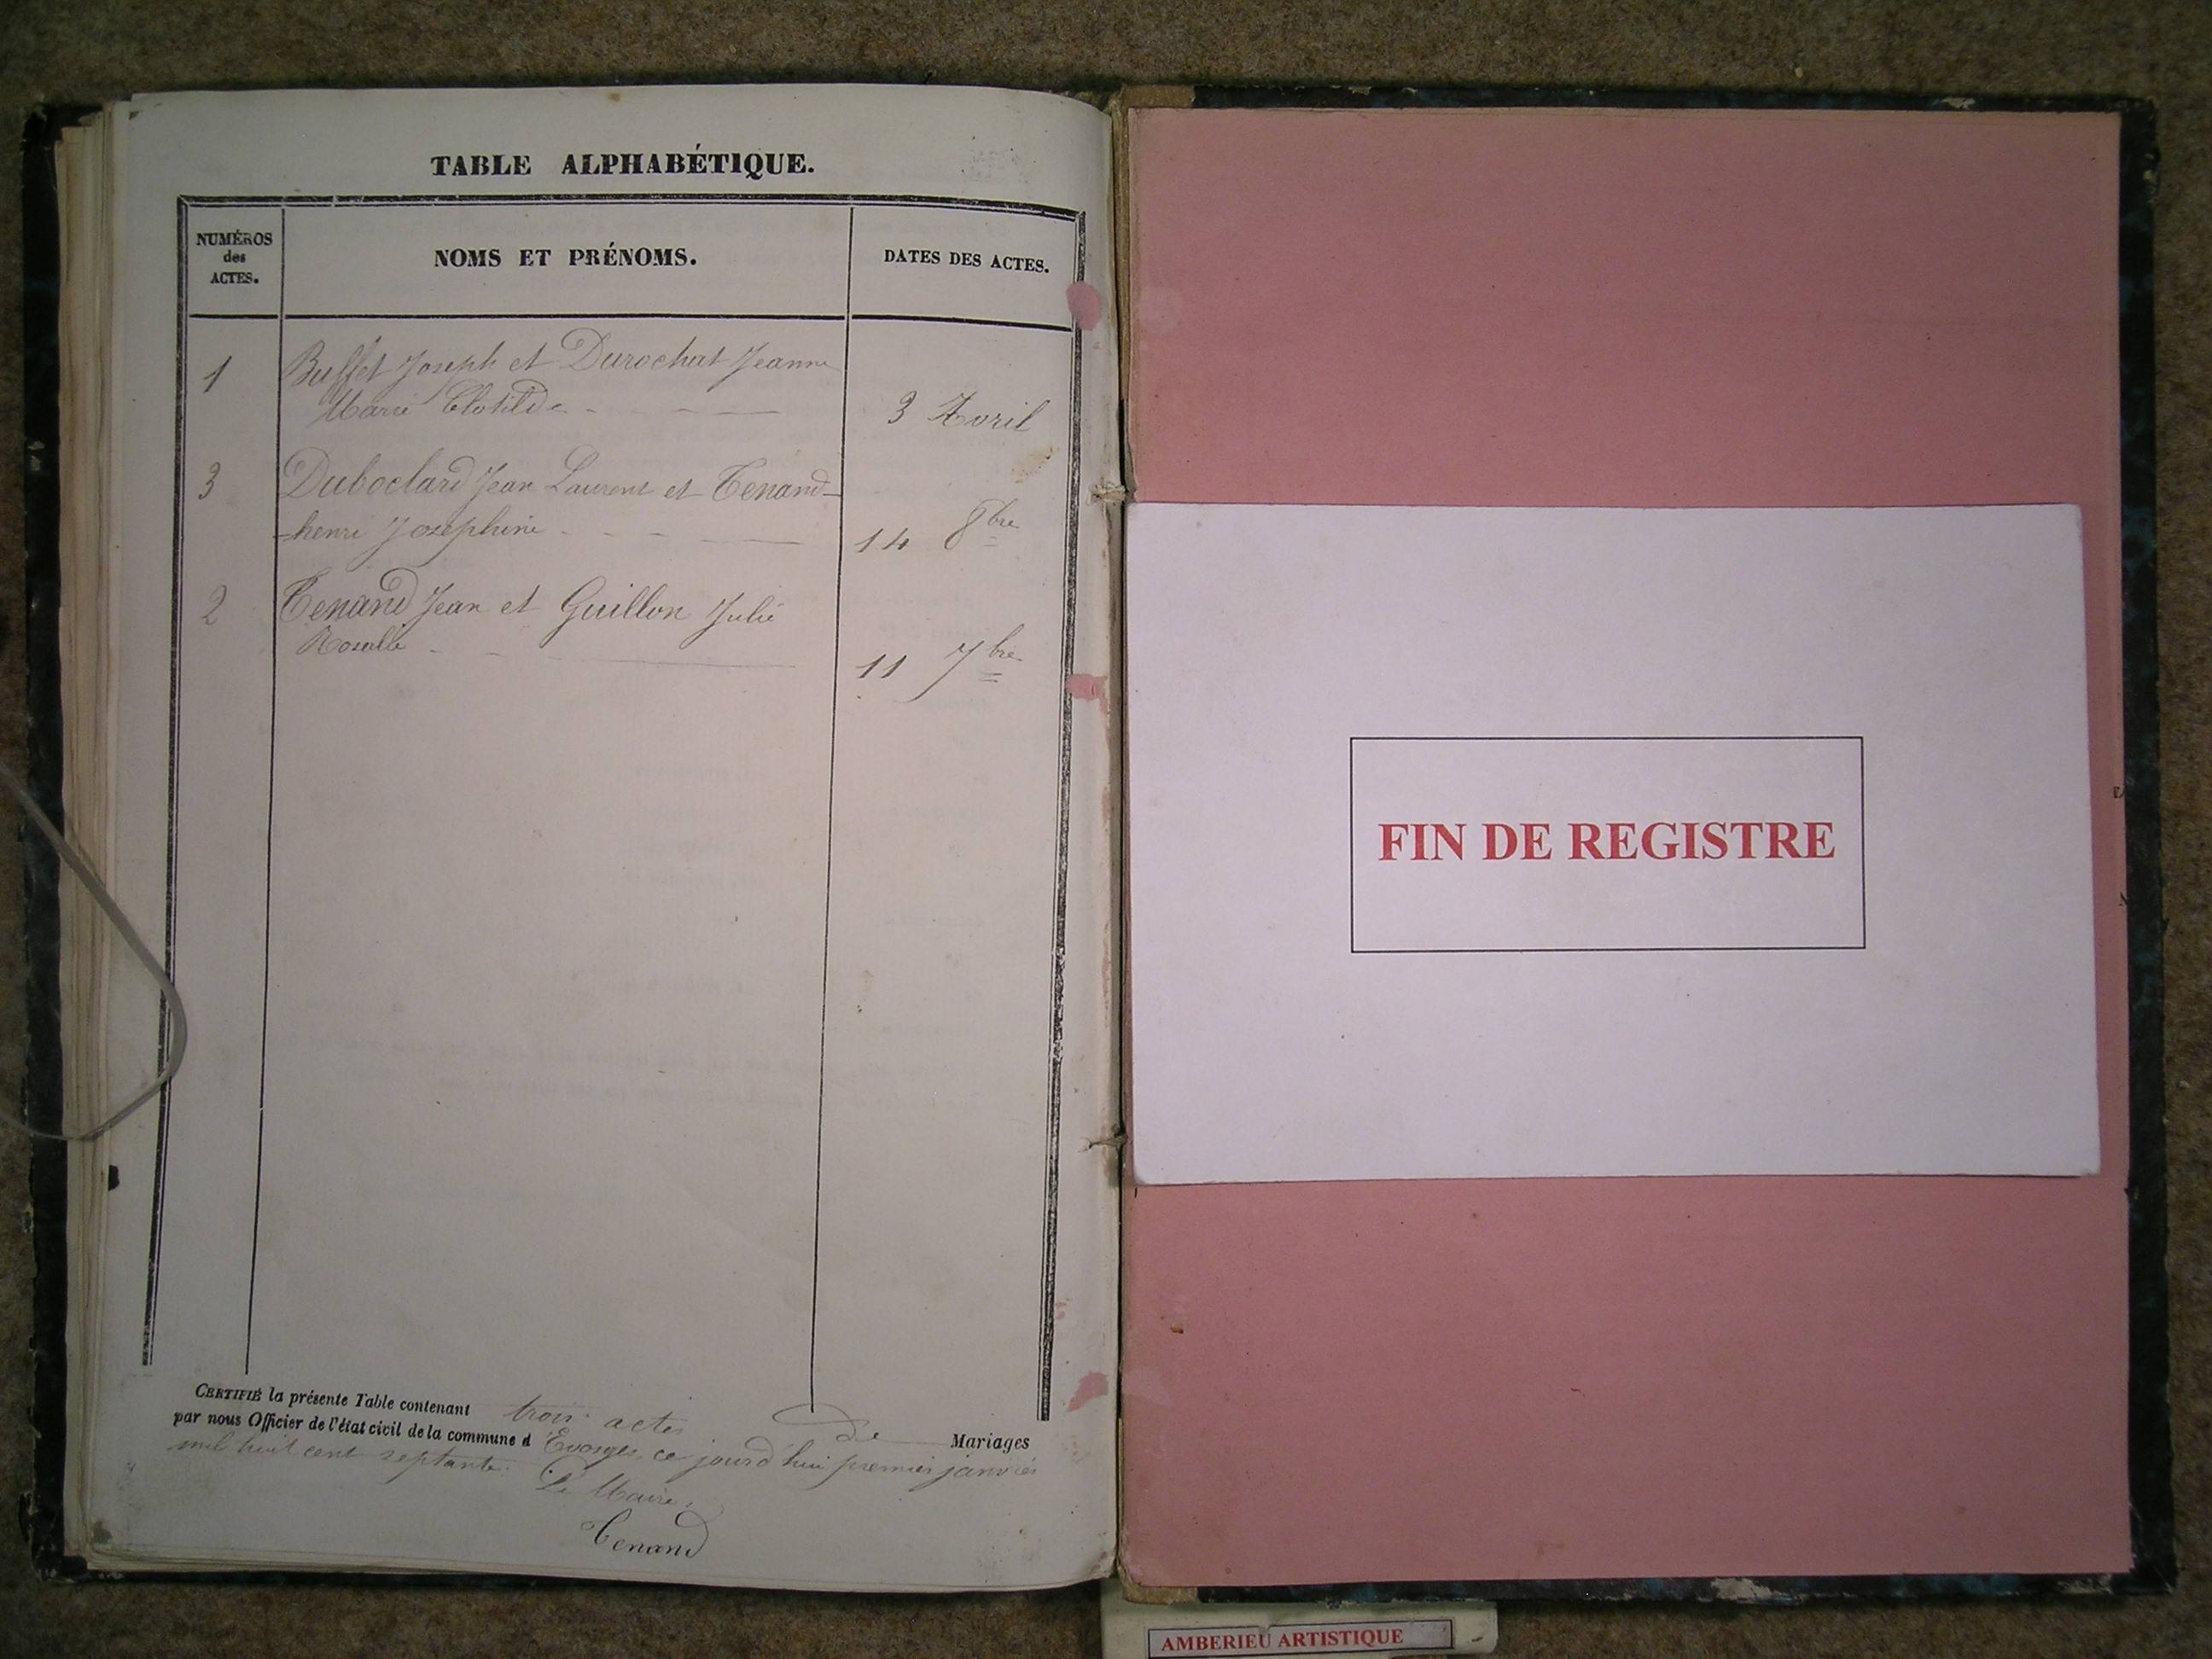 TABLE ALPHABÉTIQUE.
NUMÉROS
des
ACTES.
NOMS ET PRÉNOMS.
DATES DES ACTES.
1
Buffet Joseph et Durochat Jeanne
Marie Clotilde
3 Avril
3
Duboclard Jean Laurent et Tenand
henri Josephine
14 8bre
2
Tenand Jean et Guillon Julie
Rosalie
11 7bre
CERTIFIÉ la présente Table contenant trois actes de Mariages
par nous Officier de l'état civil de la commune d Evosges, ce jourd'hui premier janvier
mil huit cent septante.
Le Maire,
Tenand
FIN DE REGISTRE
AMBERIEU ARTISTIQUE